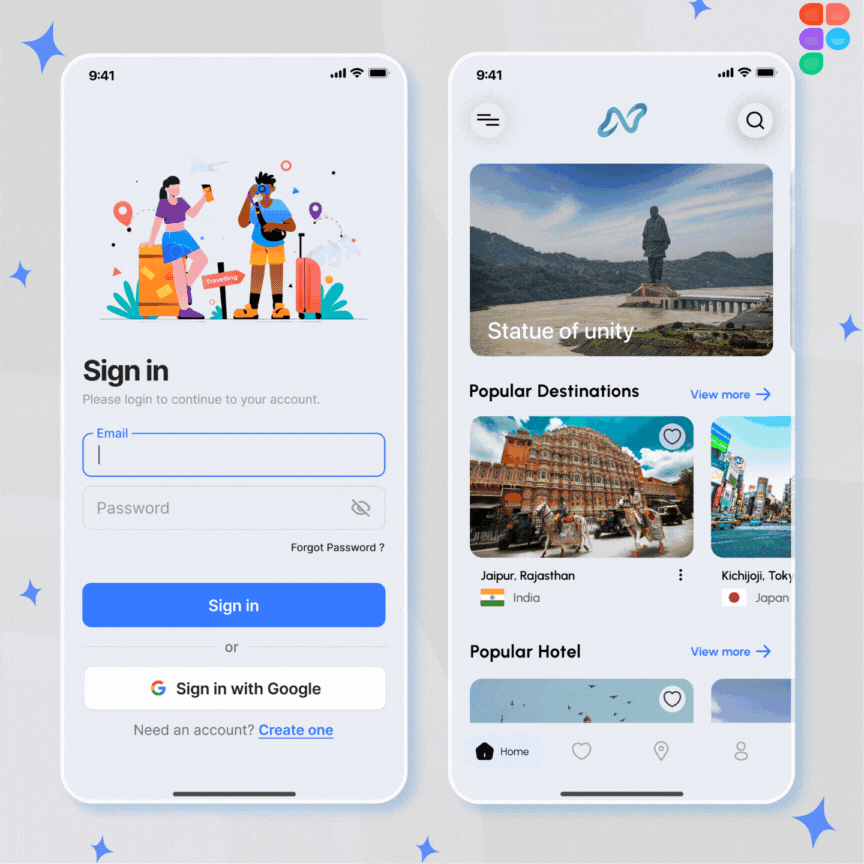 9:41
Travelling
Sign in
Please login to continue to your account.
Email
Password
Forgot Password ?
Sign in
or
Sign in with Google
Need an account? Create one
9:41
Statue of unity
Popular Destinations
View more
Jaipur, Rajasthan
India
Kichijoji, Toky
Japan
Popular Hotel
View more
Home